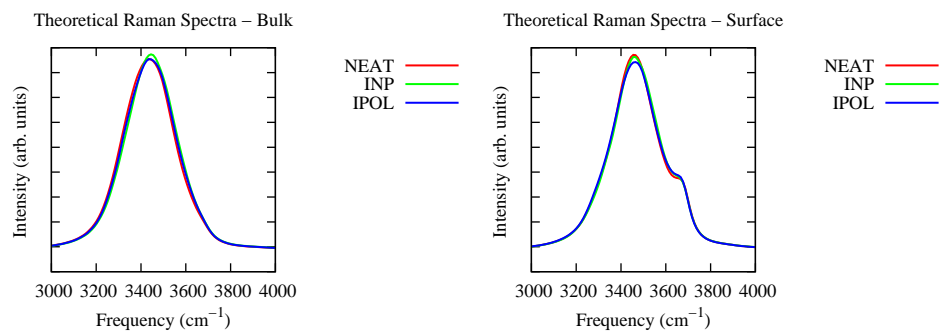 Theoretical Raman Spectra – Bulk
Intensity (arb. units)
NEAT
INP
IPOL
3000 3200 3400 3600 3800 4000
Frequency (cm⁻¹)
Theoretical Raman Spectra – Surface
Intensity (arb. units)
NEAT
INP
IPOL
3000 3200 3400 3600 3800 4000
Frequency (cm⁻¹)